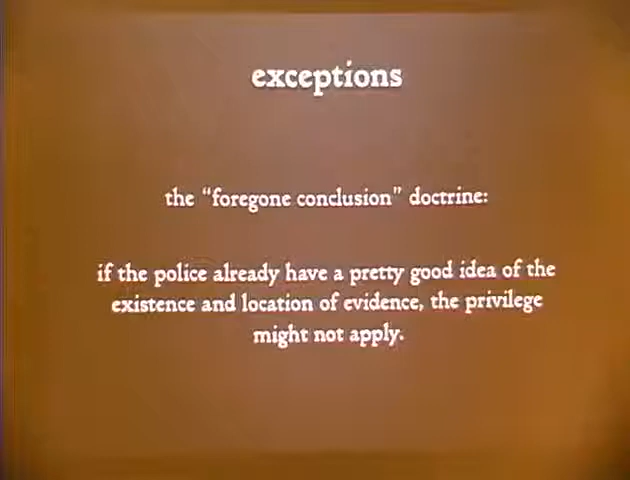 exceptions
the “foregone conclusion” doctrine:
if the police already have a pretty good idea of the
existence and location of evidence, the privilege
might not apply.